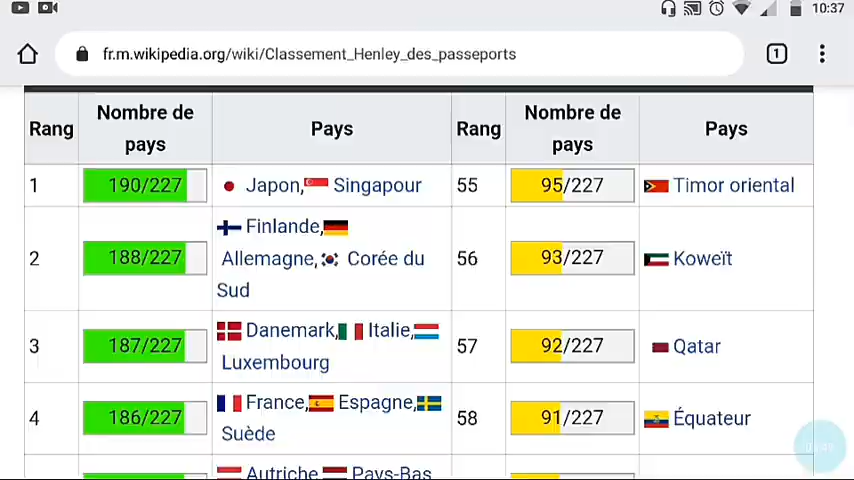 10:37
fr.m.wikipedia.org/wiki/Classement_Henley_des_passeports
1
Rang Nombre de pays Pays Rang Nombre de pays Pays
1 190/227 Japon, Singapour 55 95/227 Timor oriental
2 188/227 Finlande, Allemagne, Corée du Sud 56 93/227 Koweït
3 187/227 Danemark, Italie, Luxembourg 57 92/227 Qatar
4 186/227 France, Espagne, Suède 58 91/227 Équateur
Autriche, Pays-Bas